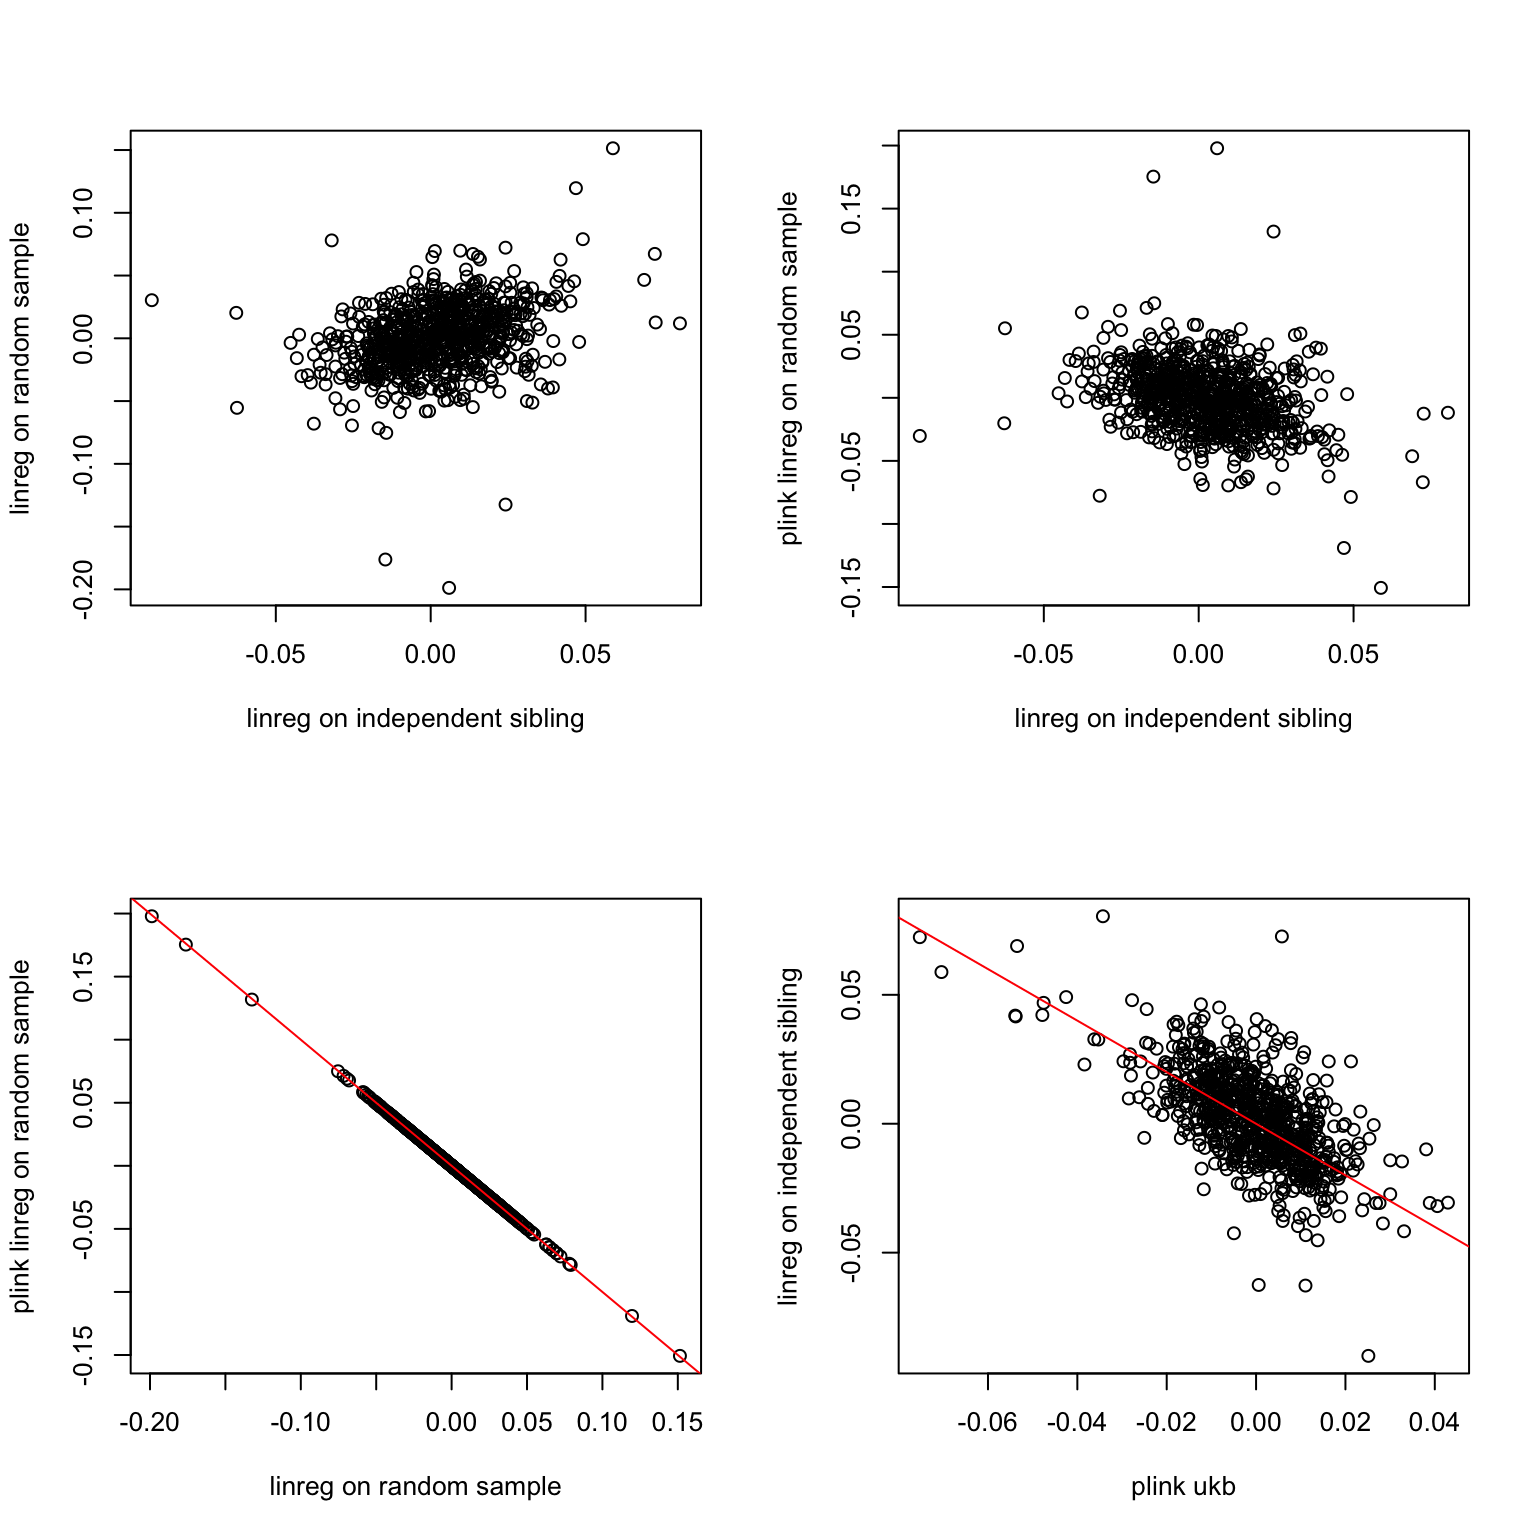 linreg on random sample
0.10
0.00
-0.10
-0.20
-0.05 0.00 0.05
linreg on independent sibling
plink linreg on random sample
0.15
0.05
-0.05
-0.15
-0.05 0.00 0.05
linreg on independent sibling
plink linreg on random sample
0.15
0.05
-0.05
-0.15
-0.20 -0.10 0.00 0.05 0.10 0.15
linreg on random sample
linreg on independent sibling
0.05
0.00
-0.05
-0.06 -0.04 -0.02 0.00 0.02 0.04
plink ukb